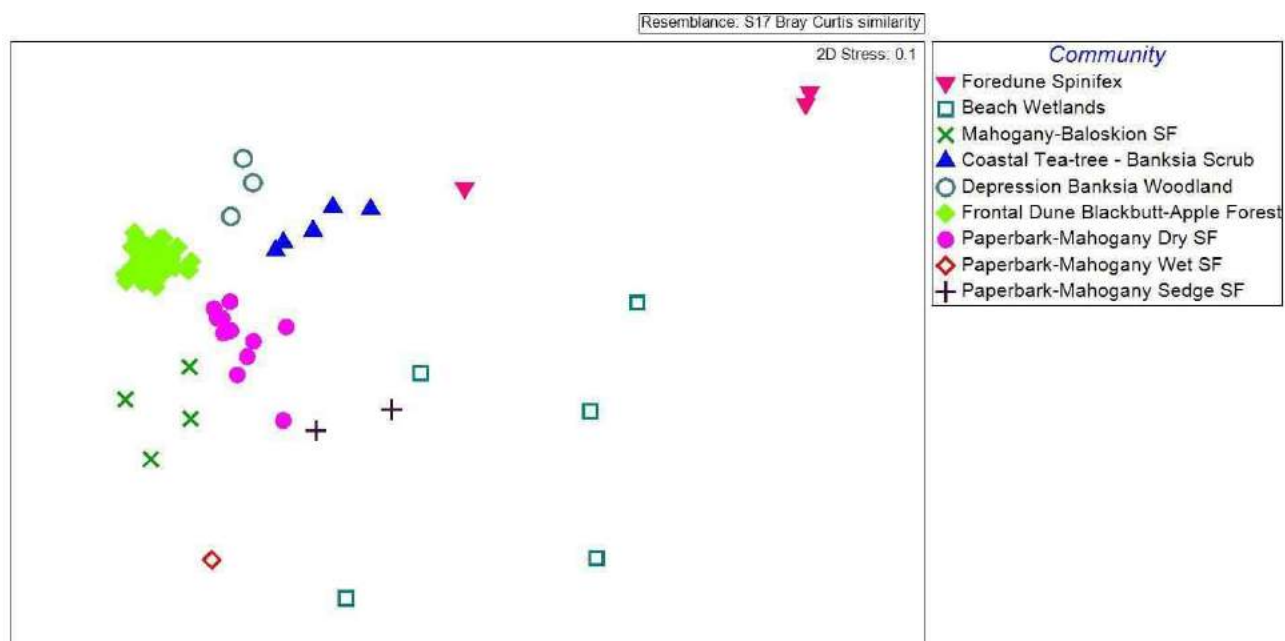 Resemblance: S17 Bray Curtis similarity
2D Stress: 0.1
Community
Foredune Spinifex
Beach Wetlands
Mahogany-Baloskion SF
Coastal Tea-tree - Banksia Scrub
Depression Banksia Woodland
Frontal Dune Blackbutt-Apple Forest
Paperbark-Mahogany Dry SF
Paperbark-Mahogany Wet SF
Paperbark-Mahogany Sedge SF